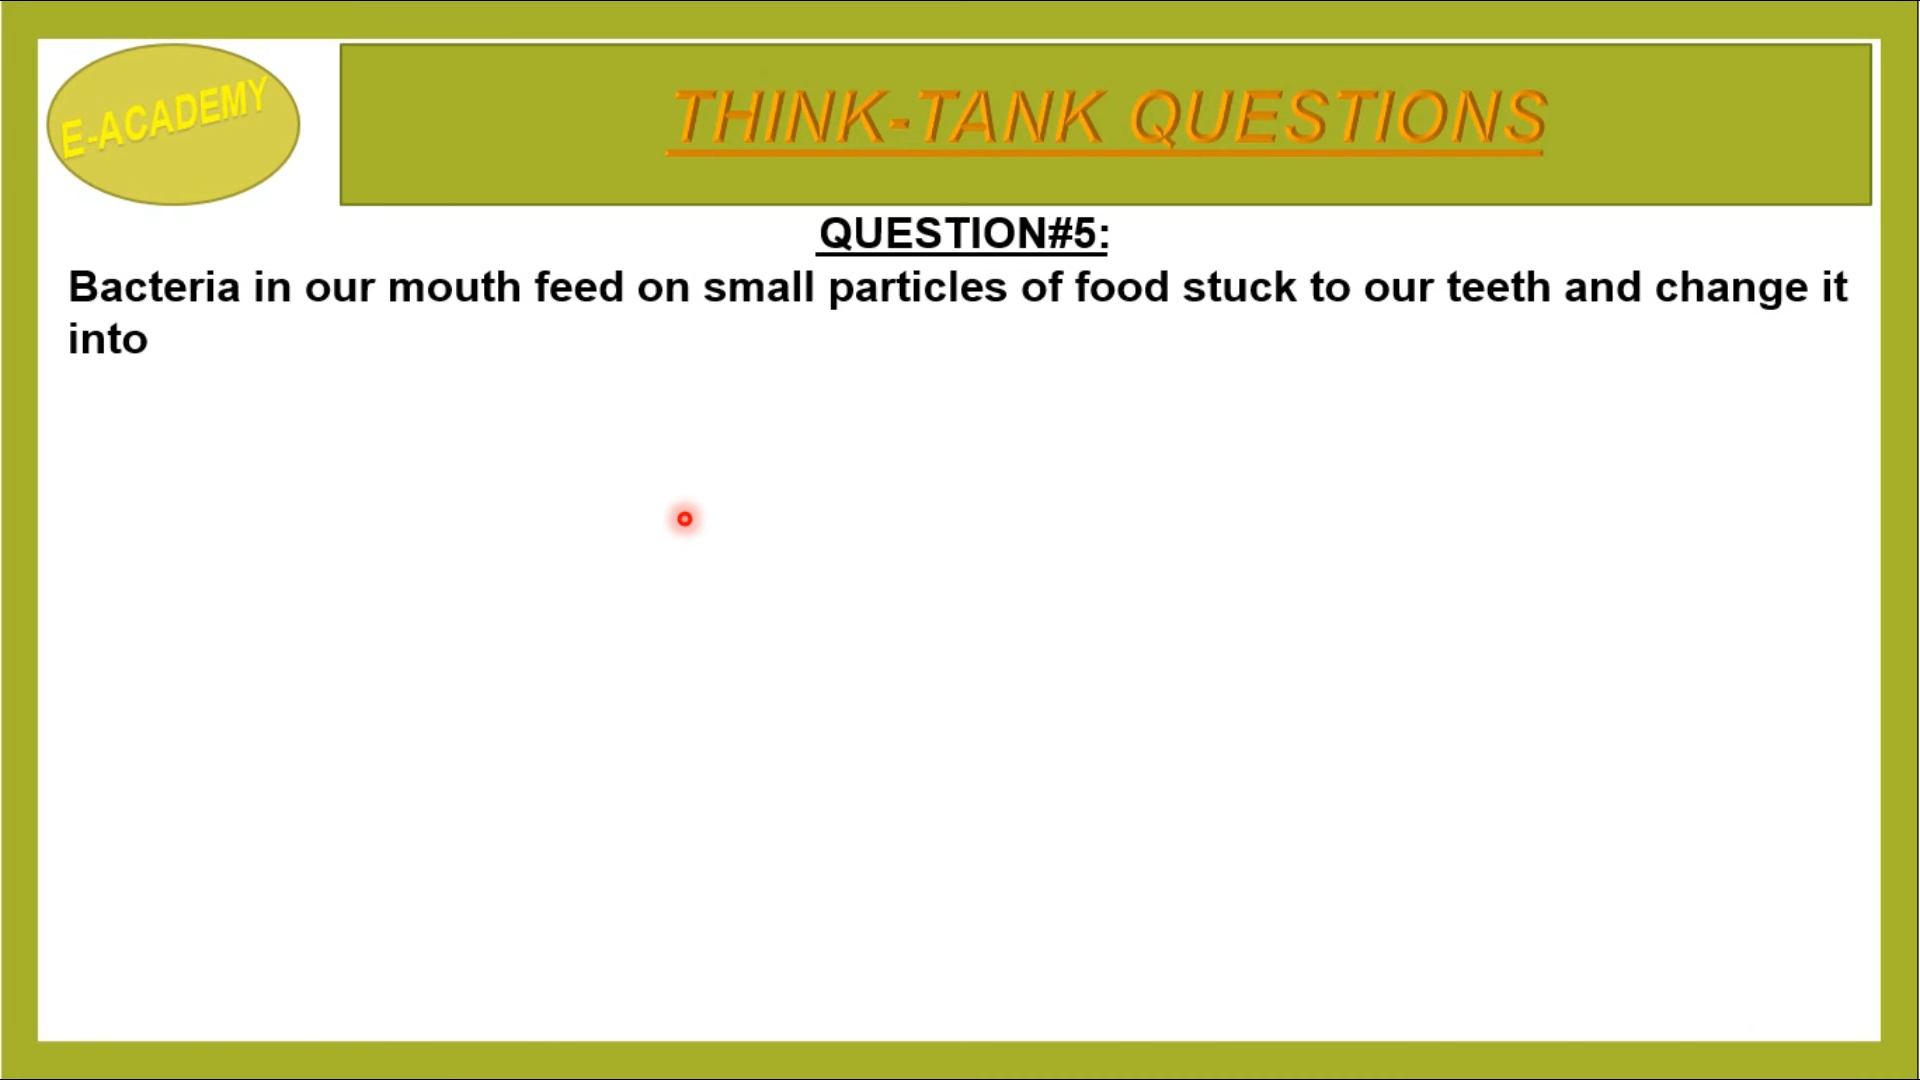 E-ACADEMY
THINK-TANK QUESTIONS
QUESTION#5:
Bacteria in our mouth feed on small particles of food stuck to our teeth and change it
into